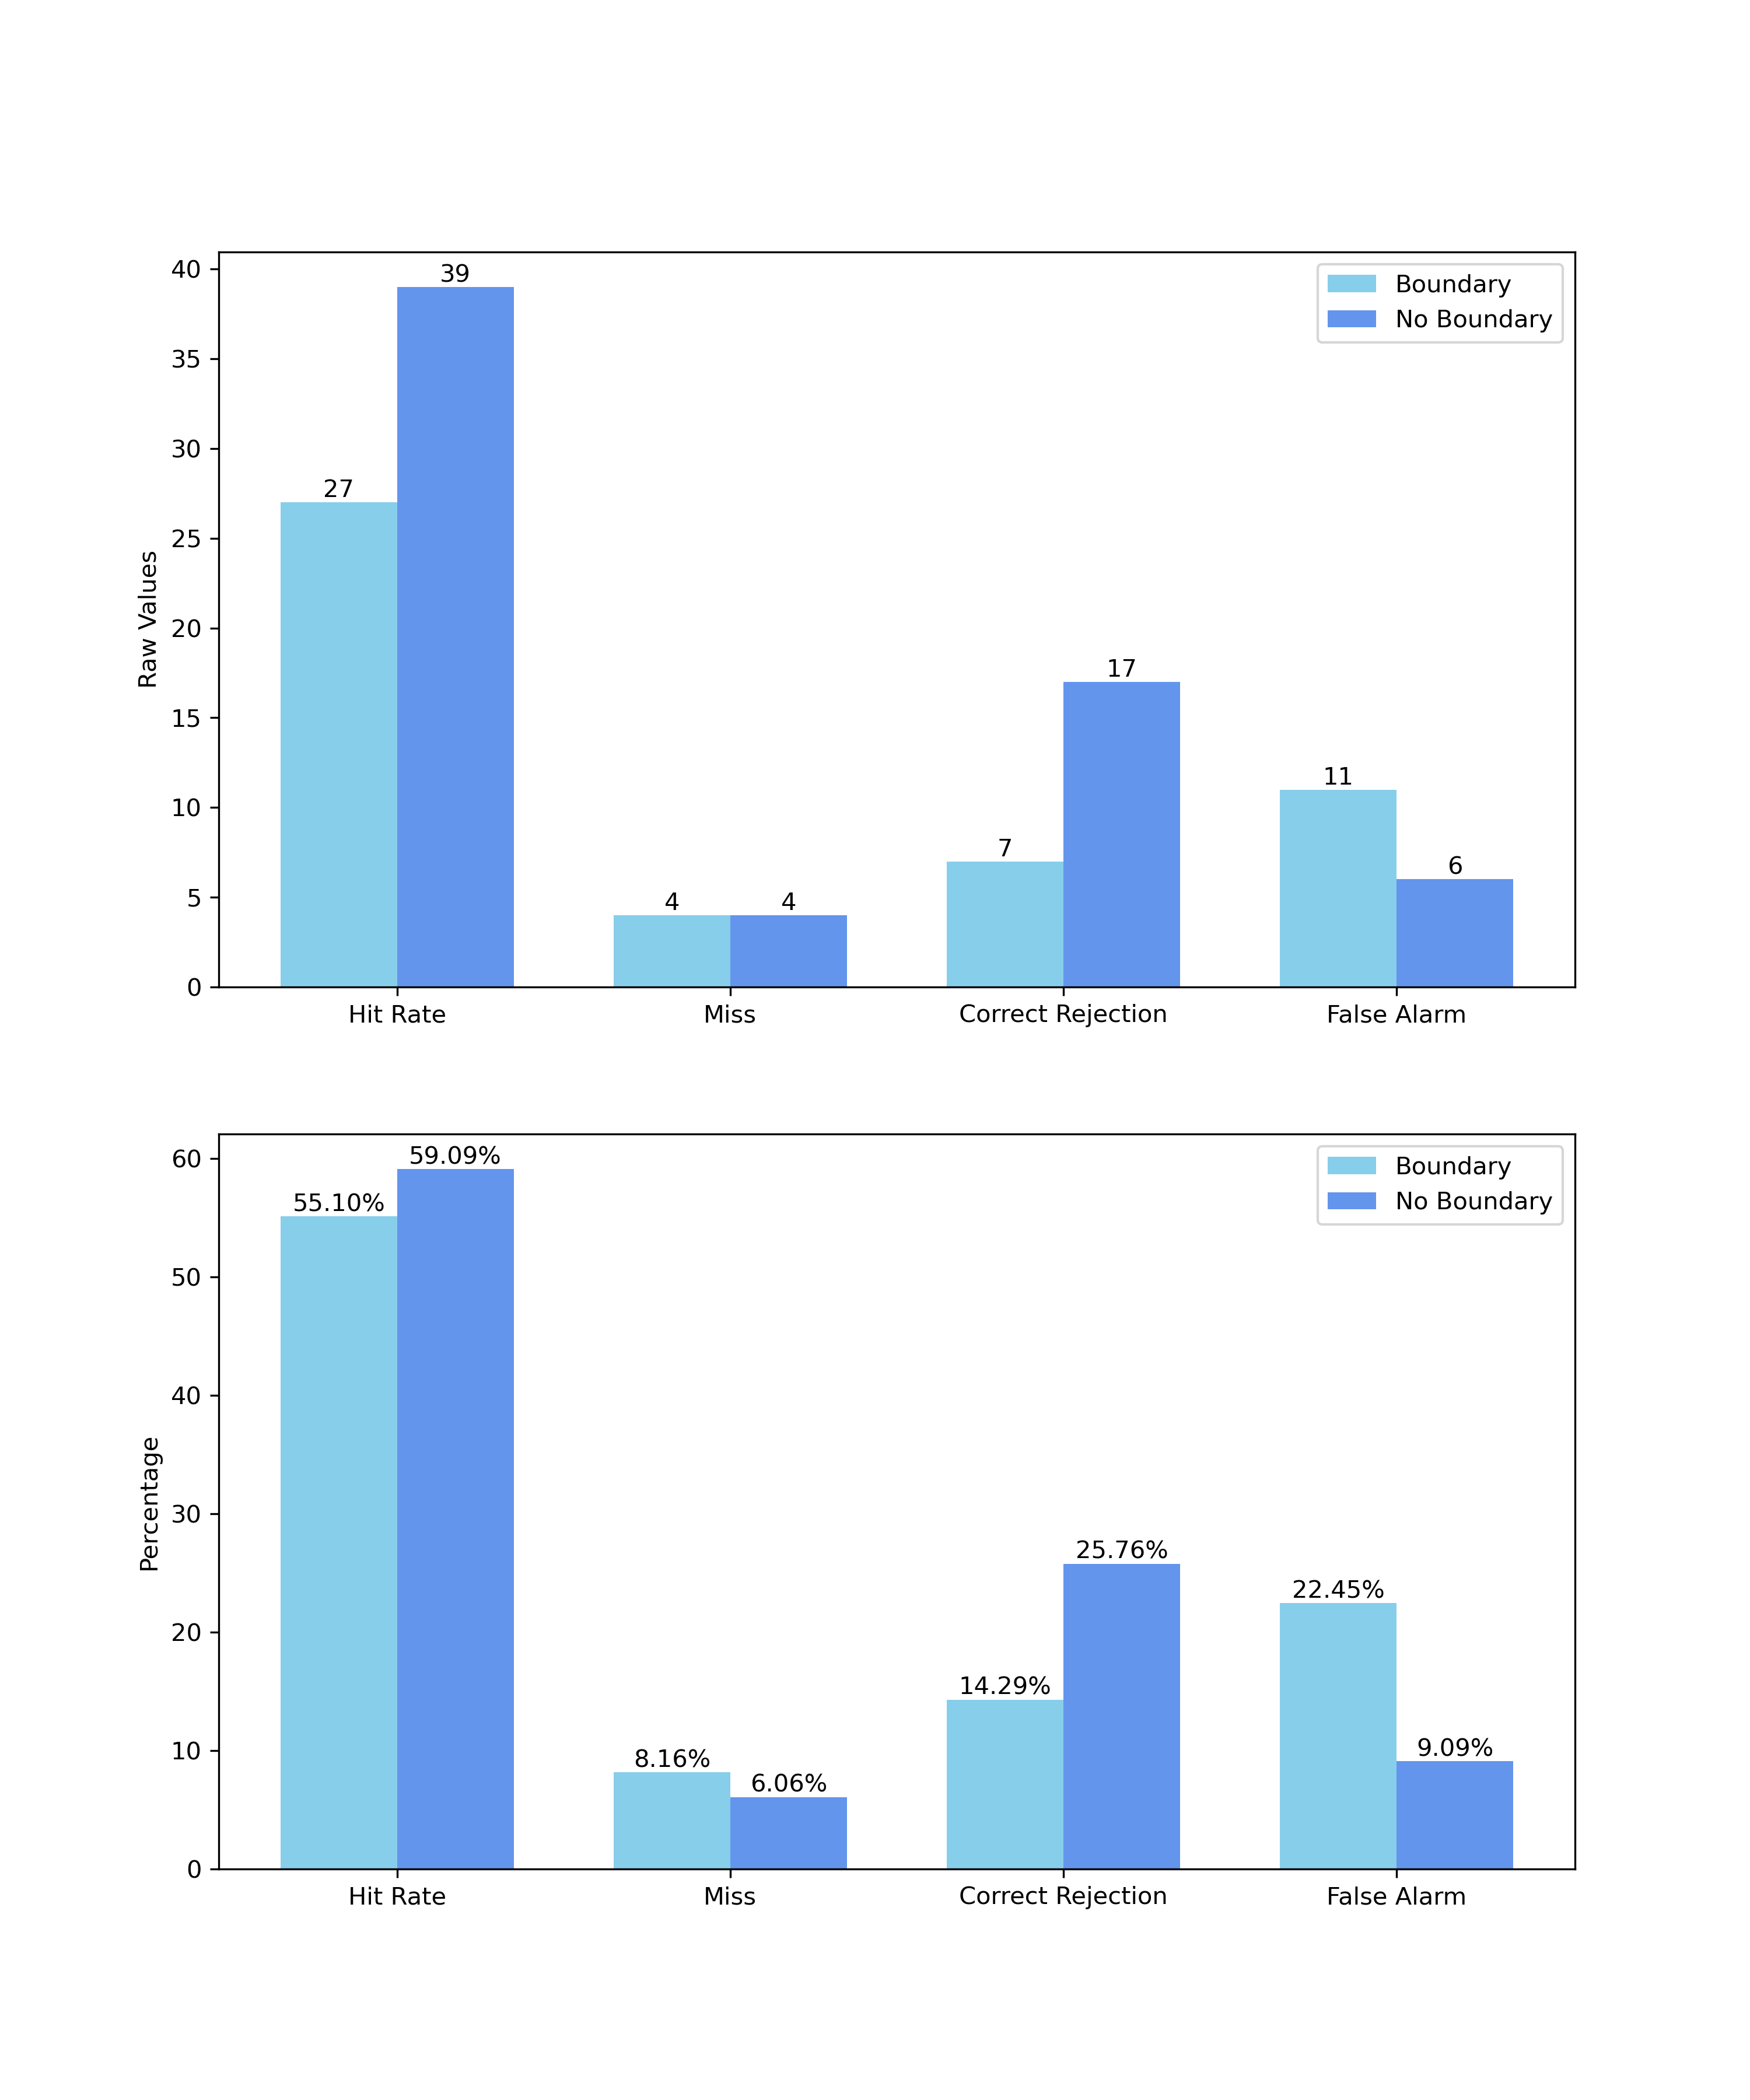 40
35
30
25
20
15
10
5
0
Raw Values
39
27
4
4
7
17
11
6
Boundary
No Boundary
Hit Rate
Miss
Correct Rejection
False Alarm
60
50
40
30
20
10
0
Percentage
55.10%
59.09%
8.16%
6.06%
14.29%
25.76%
22.45%
9.09%
Boundary
No Boundary
Hit Rate
Miss
Correct Rejection
False Alarm